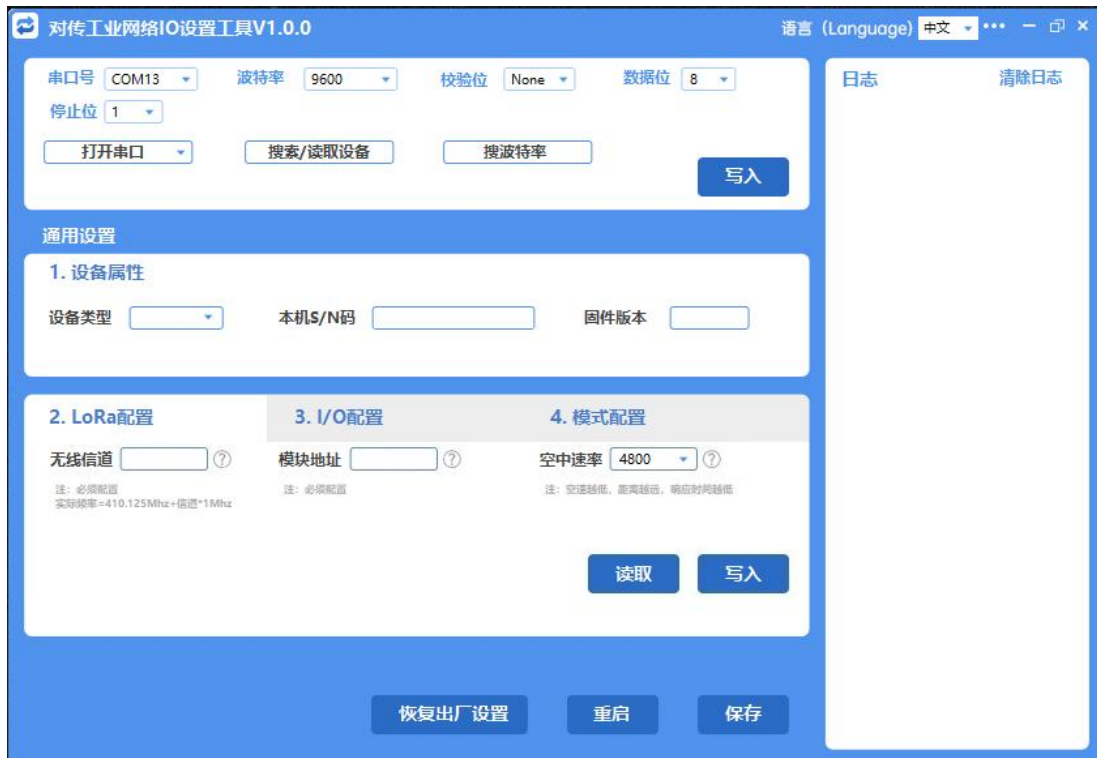 对传工业网络IO设置工具V1.0.0 语言 (Language) 中文
串口号 COM13 波特率 9600 校验位 None 数据位 8
停止位 1
打开串口 搜索/读取设备 搜波特率
写入
日志 清除日志
通用设置
1. 设备属性
设备类型 本机S/N码 固件版本
2. LoRa配置 3. I/O配置 4. 模式配置
无线信道 ? 模块地址 ? 空中速率 4800 ?
注：必须配置 注：必须配置 注：空速越低，距离越远，响应时间越低
实际频率=410.125Mhz+信道*1Mhz
读取 写入
恢复出厂设置 重启 保存